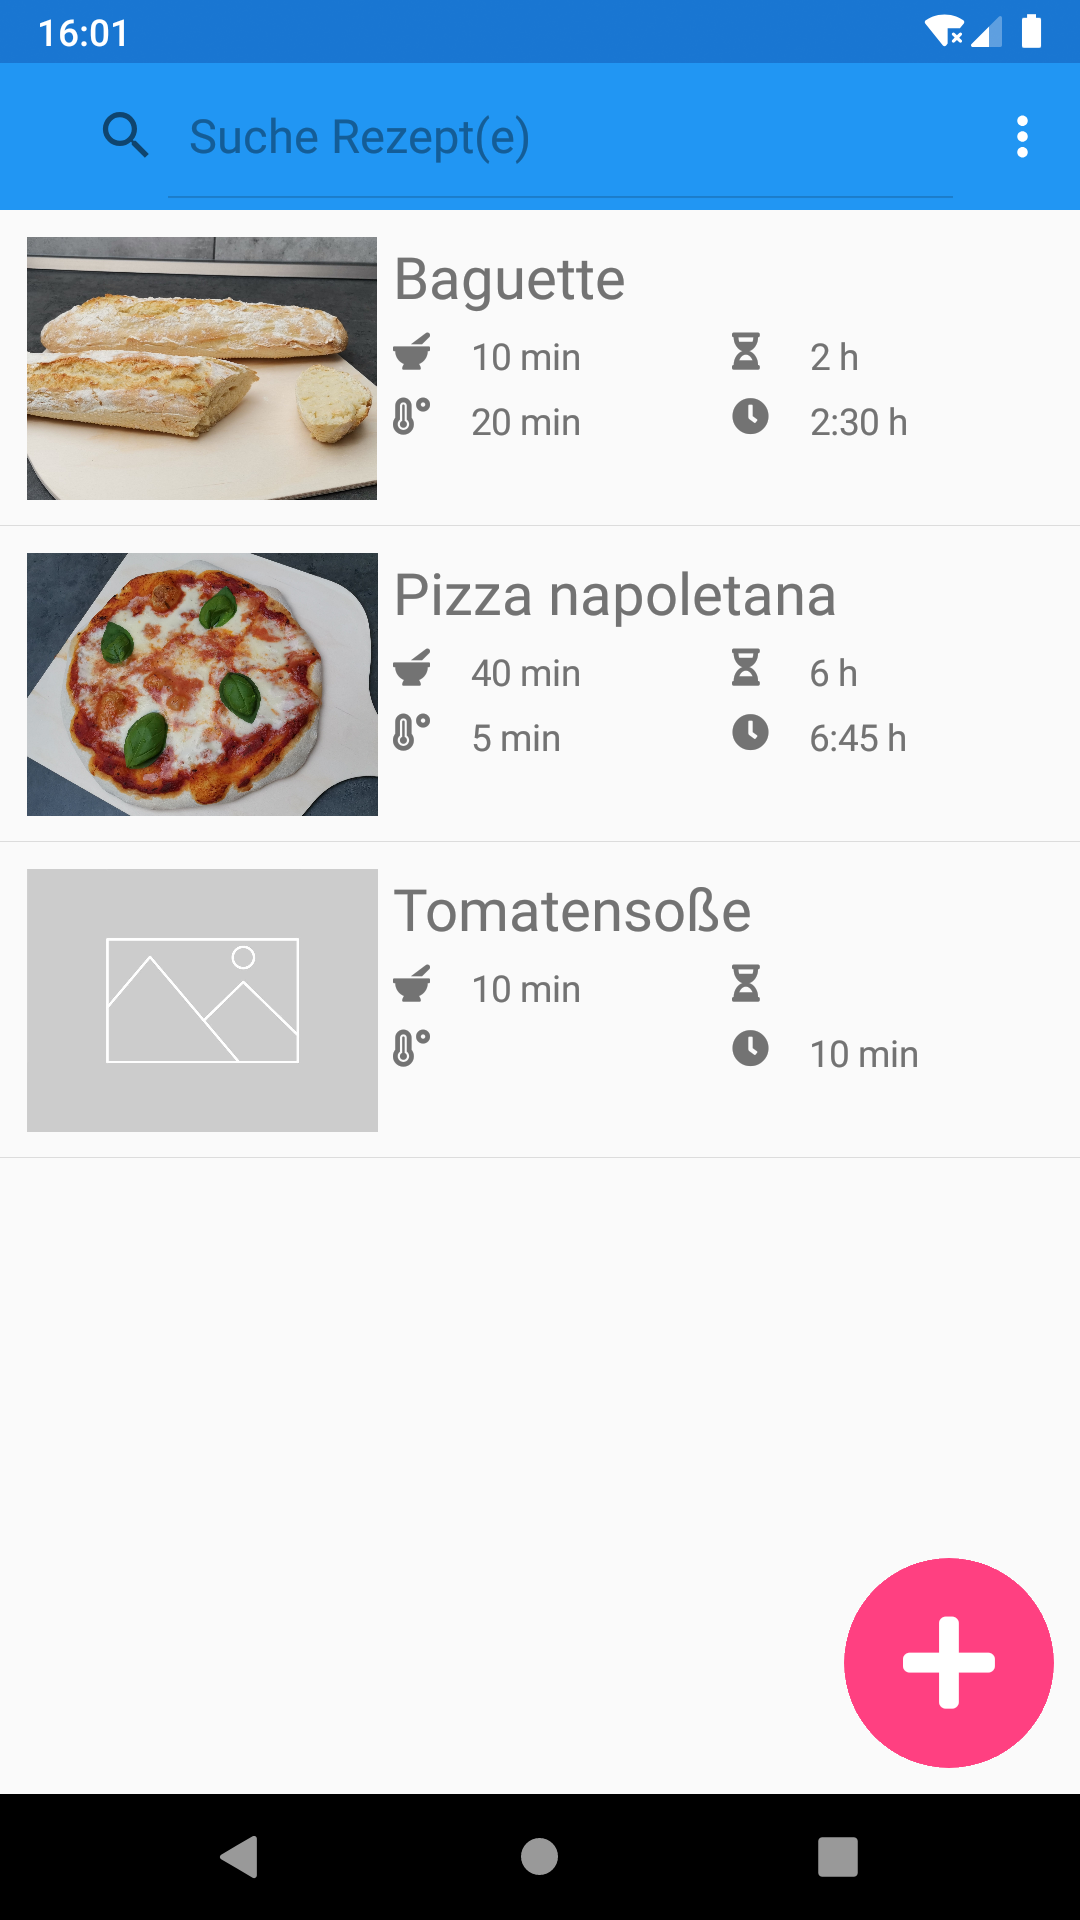 16:01
Suche Rezept(e)
Baguette
10 min 2 h
20 min 2:30 h
Pizza napoletana
40 min 6 h
5 min 6:45 h
Tomatensoße
10 min
10 min